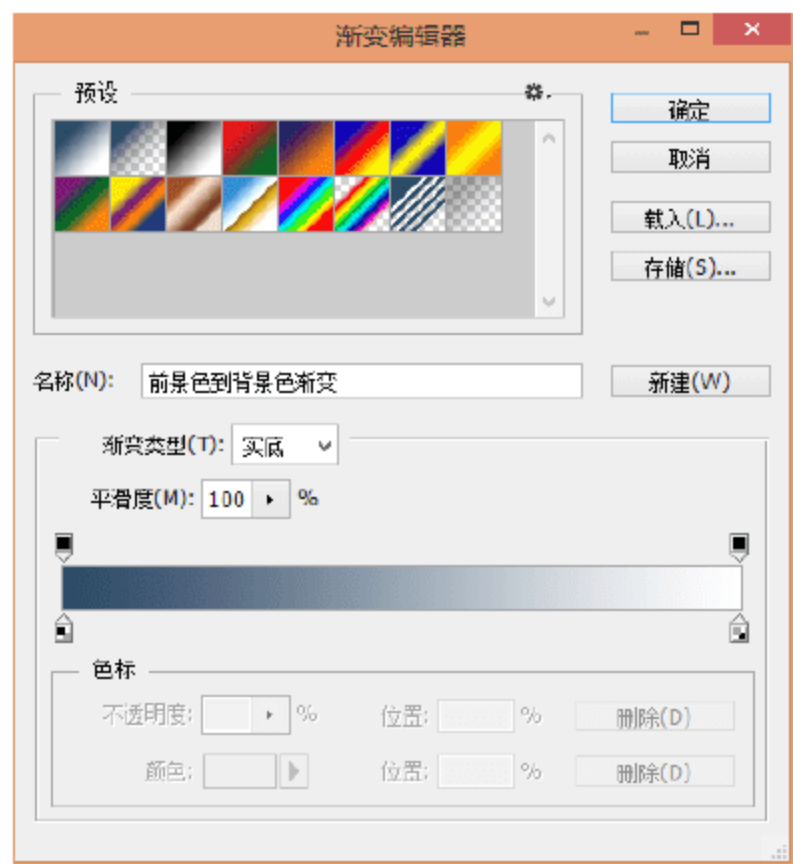 渐变编辑器
预设
确定
取消
载入(L)...
存储(S)...
名称(N): 前景色到背景色渐变 新建(W)
渐变类型(T): 实底
平滑度(M): 100 %
色标
不透明度: % 位置: % 删除(D)
颜色: 位置: % 删除(D)